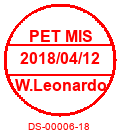 PET MIS
2018/04/12
W.Leonardo
DS-00006-18